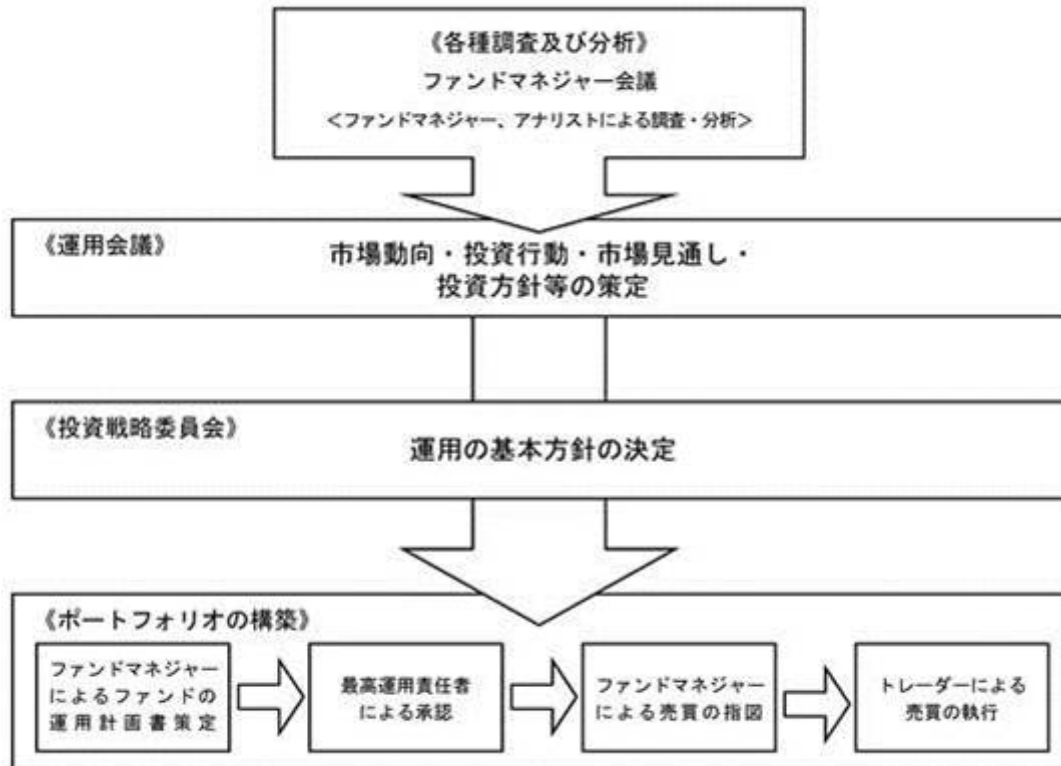 《各種調査及び分析》
ファンドマネジャー会議
＜ファンドマネジャー、アナリストによる調査・分析＞
《運用会議》
市場動向・投資行動・市場見通し・
投資方針等の策定
《投資戦略委員会》
運用の基本方針の決定
《ポートフォリオの構築》
ファンドマネジャー
によるファンドの
運用計画書策定
最高運用責任者
による承認
ファンドマネジャー
による売買の指図
トレーダーによる
売買の執行